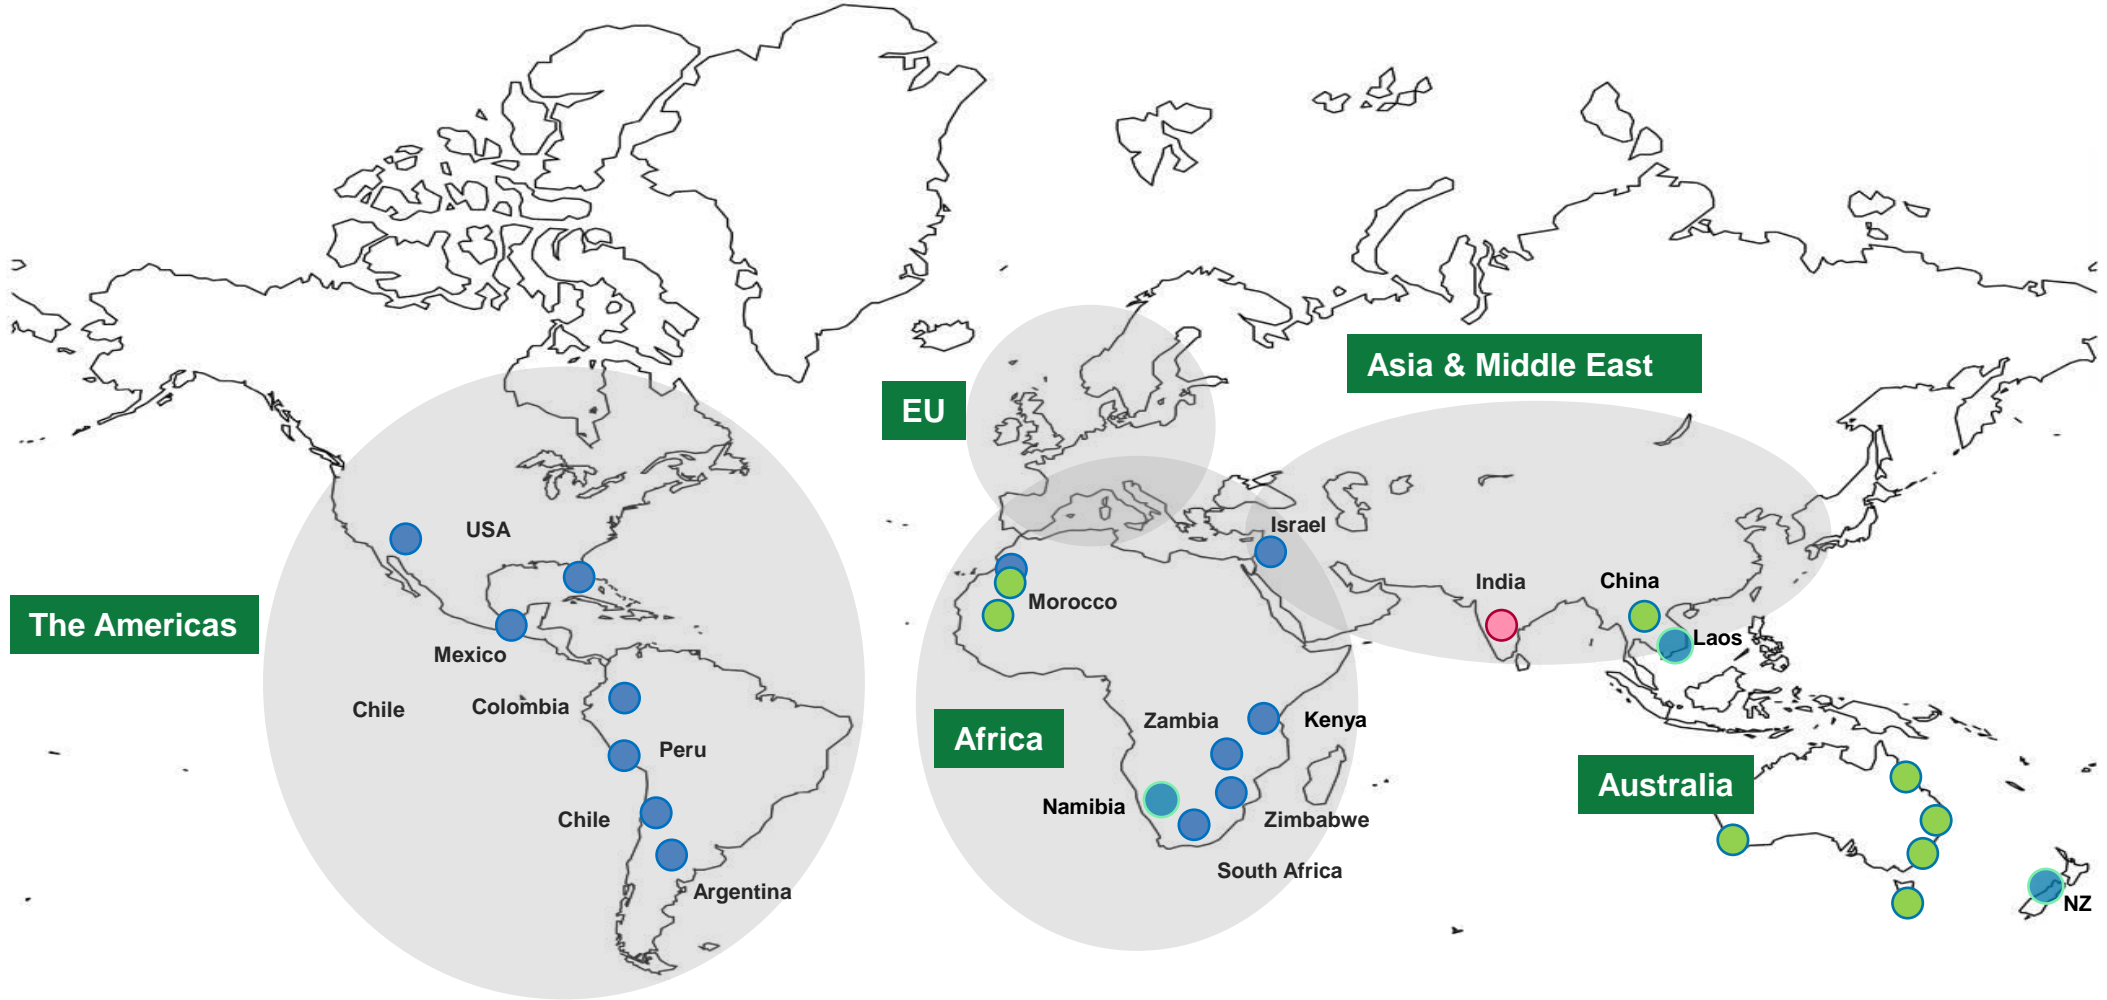 Asia & Middle East
EU
USA
Israel
India
China
Morocco
The Americas
Laos
Mexico
Chile
Colombia
Zambia
Kenya
Africa
Peru
Australia
Namibia
Chile
Zimbabwe
South Africa
Argentina
NZ